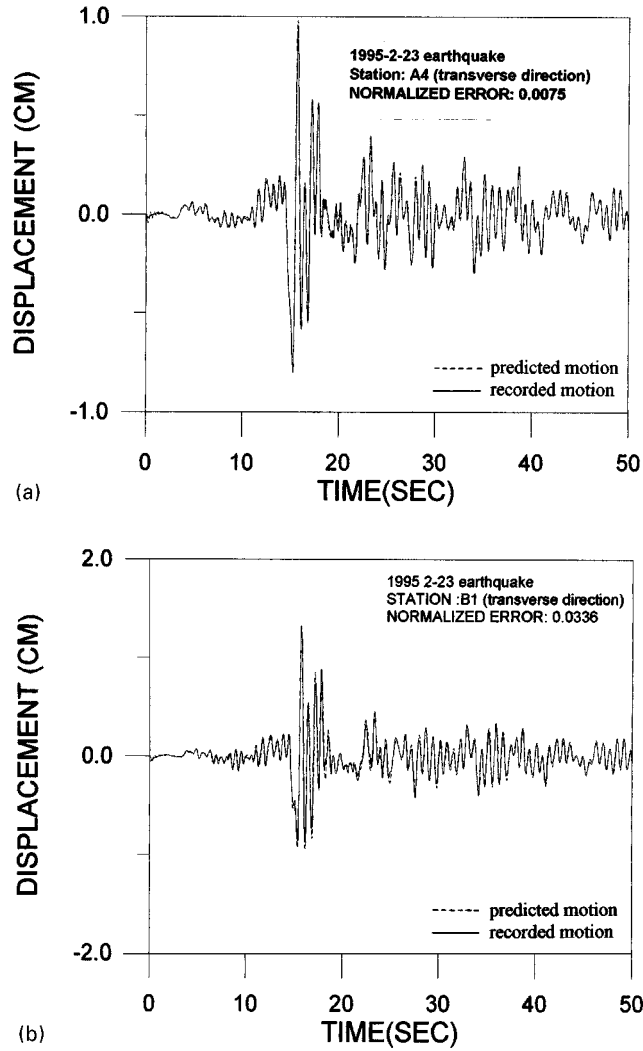 1.0
1995-2-23 earthquake
Station: A4 (transverse direction)
NORMALIZED ERROR: 0.0075
DISPLACEMENT (CM)
0.0
predicted motion
recorded motion
-1.0
0 10 20 30 40 50
(a)
TIME(SEC)
2.0
1995 2-23 earthquake
STATION :B1 (transverse direction)
NORMALIZED ERROR: 0.0336
DISPLACEMENT (CM)
0.0
predicted motion
recorded motion
-2.0
0 10 20 30 40 50
(b)
TIME(SEC)